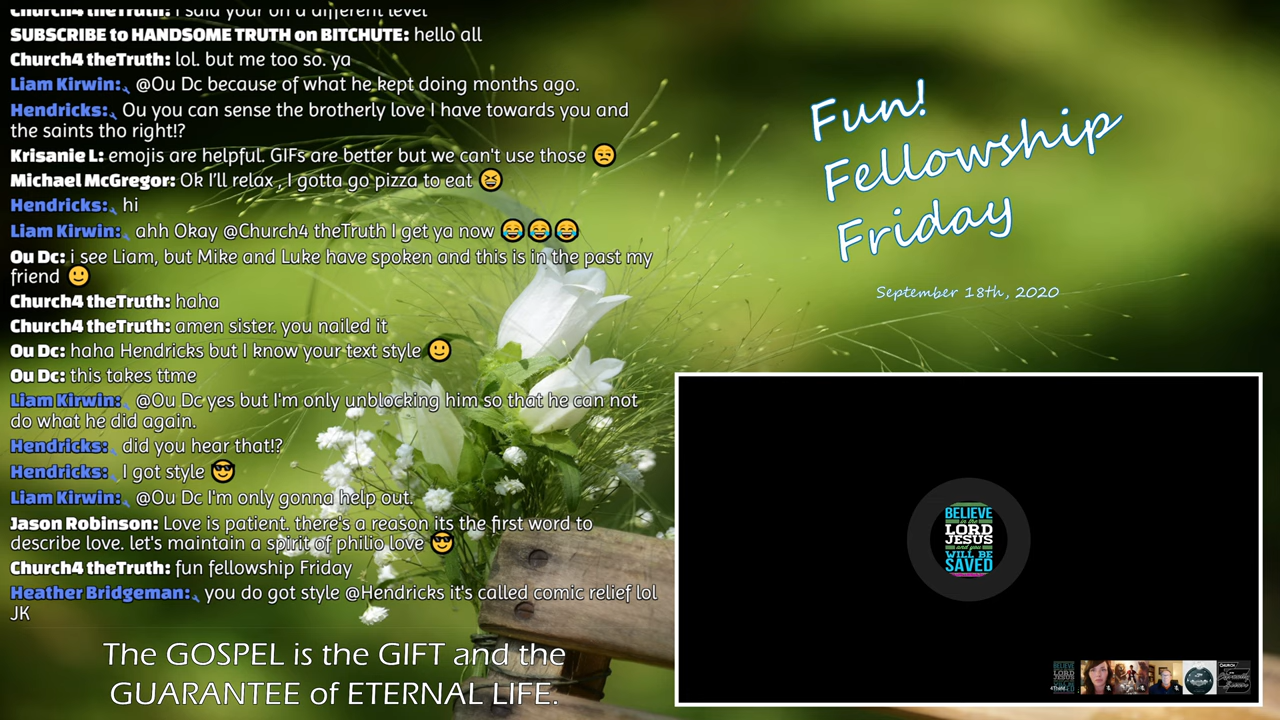 Church4 theTruth: I said your on a different level
SUBSCRIBE to HANDSOME TRUTH on BITCHUTE: hello all
Church4 theTruth: lol. but me too so. ya
Liam Kirwin: @Ou Dc because of what he kept doing months ago.
Hendricks: Ou you can sense the brotherly love I have towards you and
the saints tho right!?
Krisanie L: emojis are helpful. GIFs are better but we can't use those 😒
Michael McGregor: Ok I'll relax , I gotta go pizza to eat 😆
Hendricks: hi
Liam Kirwin: ahh Okay @Church4 theTruth I get ya now 😂😂😂
Ou Dc: i see Liam, but Mike and Luke have spoken and this is in the past my
friend 🙂
Church4 theTruth: haha
Church4 theTruth: amen sister. you nailed it
Ou Dc: haha Hendricks but I know your text style 🙂
Ou Dc: this takes ttme
Liam Kirwin: @Ou Dc yes but I'm only unblocking him so that he can not
do what he did again.
Hendricks: did you hear that!?
Hendricks: I got style 😎
Liam Kirwin: @Ou Dc I'm only gonna help out.
Jason Robinson: Love is patient. there's a reason its the first word to
describe love. let's maintain a spirit of philio love 😎
Church4 theTruth: fun fellowship Friday
Heather Bridgeman: you do got style @Hendricks it's called comic relief lol
JK
The GOSPEL is the GIFT and the
GUARANTEE of ETERNAL LIFE.
Fun!
Fellowship
Friday
September 18th, 2020
BELIEVE
in the
LORD
JESUS
and you
WILL BE
SAVED